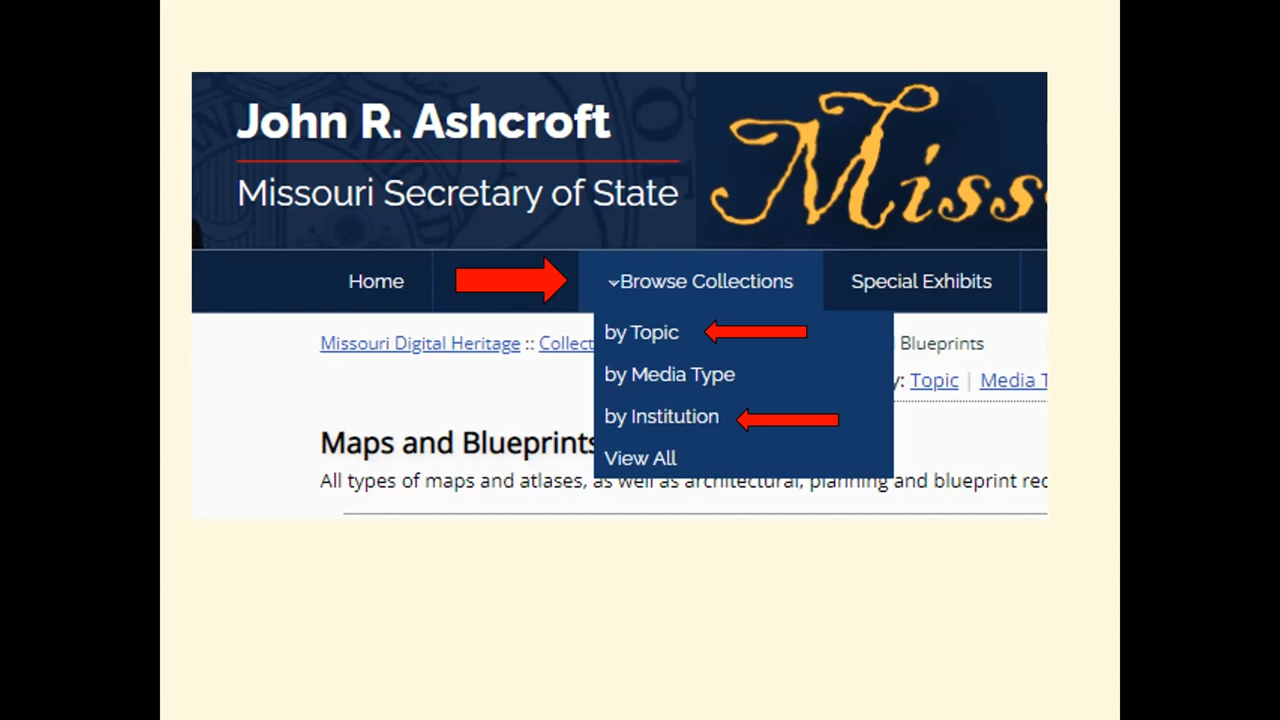 John R. Ashcroft
Missouri Secretary of State
Miss
Home
Browse Collections
Special Exhibits
by Topic
by Media Type
by Institution
View All
Missouri Digital Heritage :: Collect
Blueprints
y: Topic | Media T
Maps and Blueprints
All types of maps and atlases, as well as architectural, planning and blueprint rec